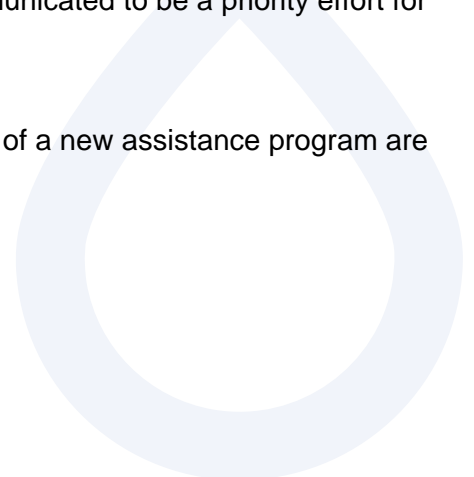 unicated to be a priority effort for
of a new assistance program are